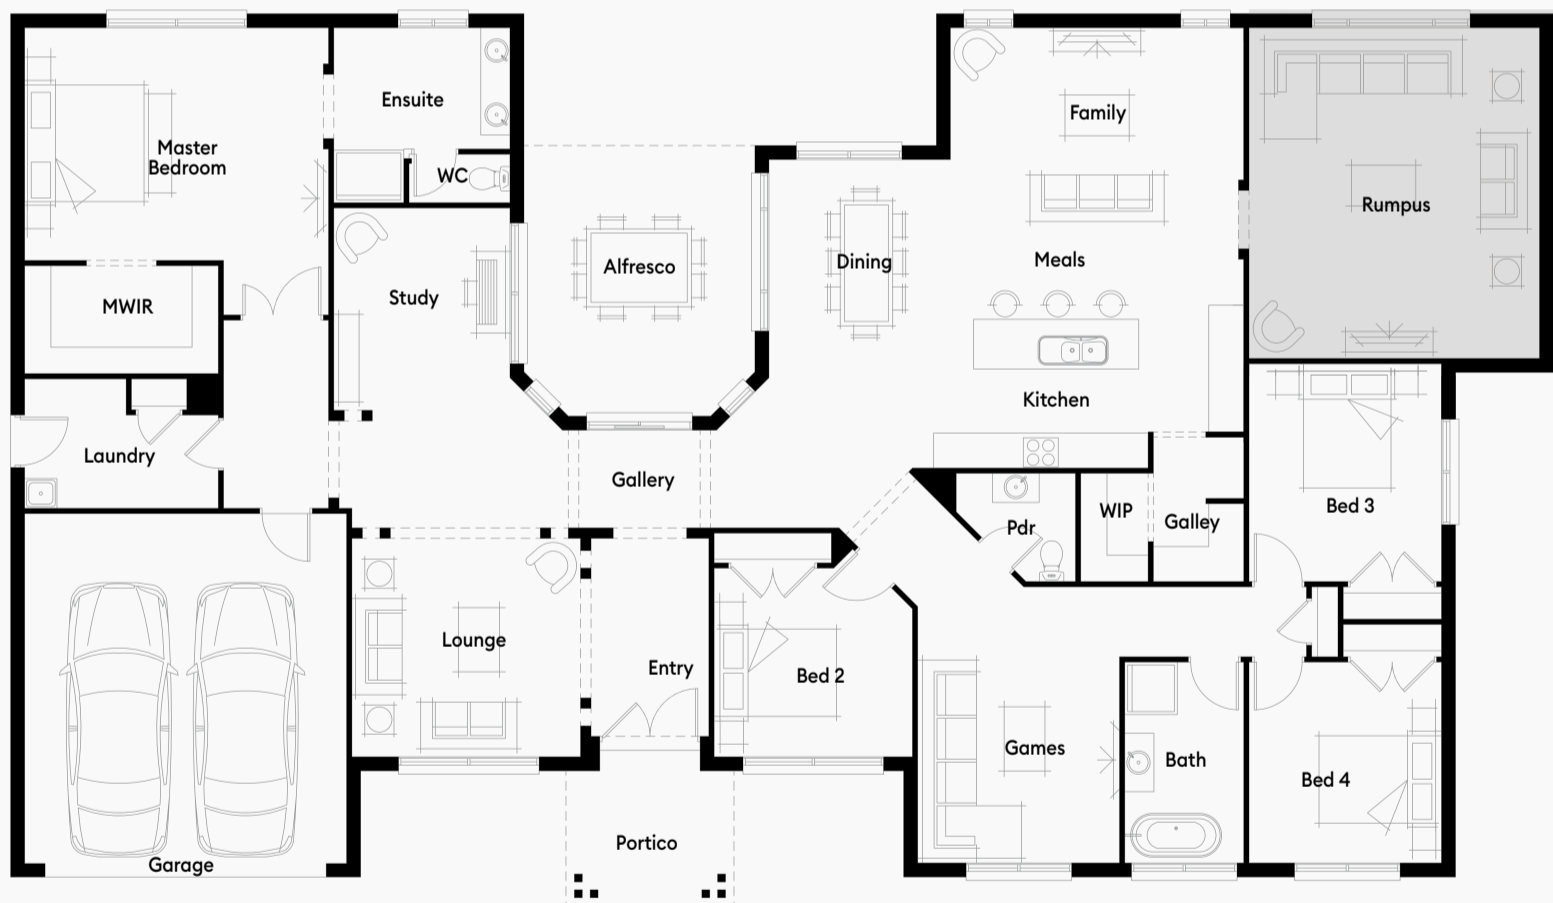 Ensuite
Family
Master
Bedroom
WC
Rumpus
Alfresco
Dining
Meals
Study
MWIR
Kitchen
Laundry
Gallery
Bed 3
WIP
Galley
Pdr
Lounge
Entry
Bed 2
Games
Bath
Bed 4
Portico
Garage